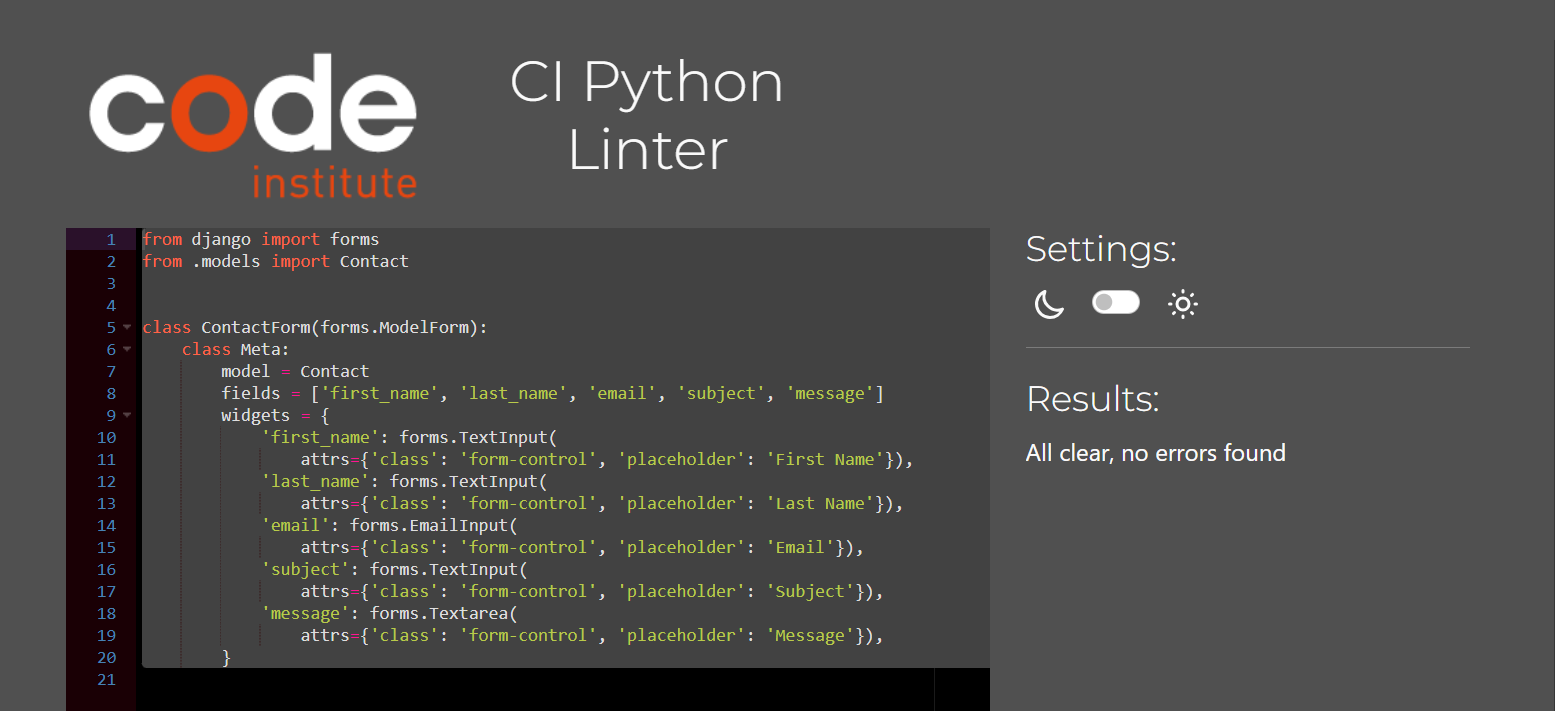 code
institute
CI Python
Linter
1 from django import forms
2 from .models import Contact
3
4
5 class ContactForm(forms.ModelForm):
6     class Meta:
7         model = Contact
8         fields = ['first_name', 'last_name', 'email', 'subject', 'message']
9         widgets = {
10             'first_name': forms.TextInput(
11                 attrs={'class': 'form-control', 'placeholder': 'First Name'}),
12             'last_name': forms.TextInput(
13                 attrs={'class': 'form-control', 'placeholder': 'Last Name'}),
14             'email': forms.EmailInput(
15                 attrs={'class': 'form-control', 'placeholder': 'Email'}),
16             'subject': forms.TextInput(
17                 attrs={'class': 'form-control', 'placeholder': 'Subject'}),
18             'message': forms.Textarea(
19                 attrs={'class': 'form-control', 'placeholder': 'Message'}),
20         }
21
Settings:
Results:
All clear, no errors found